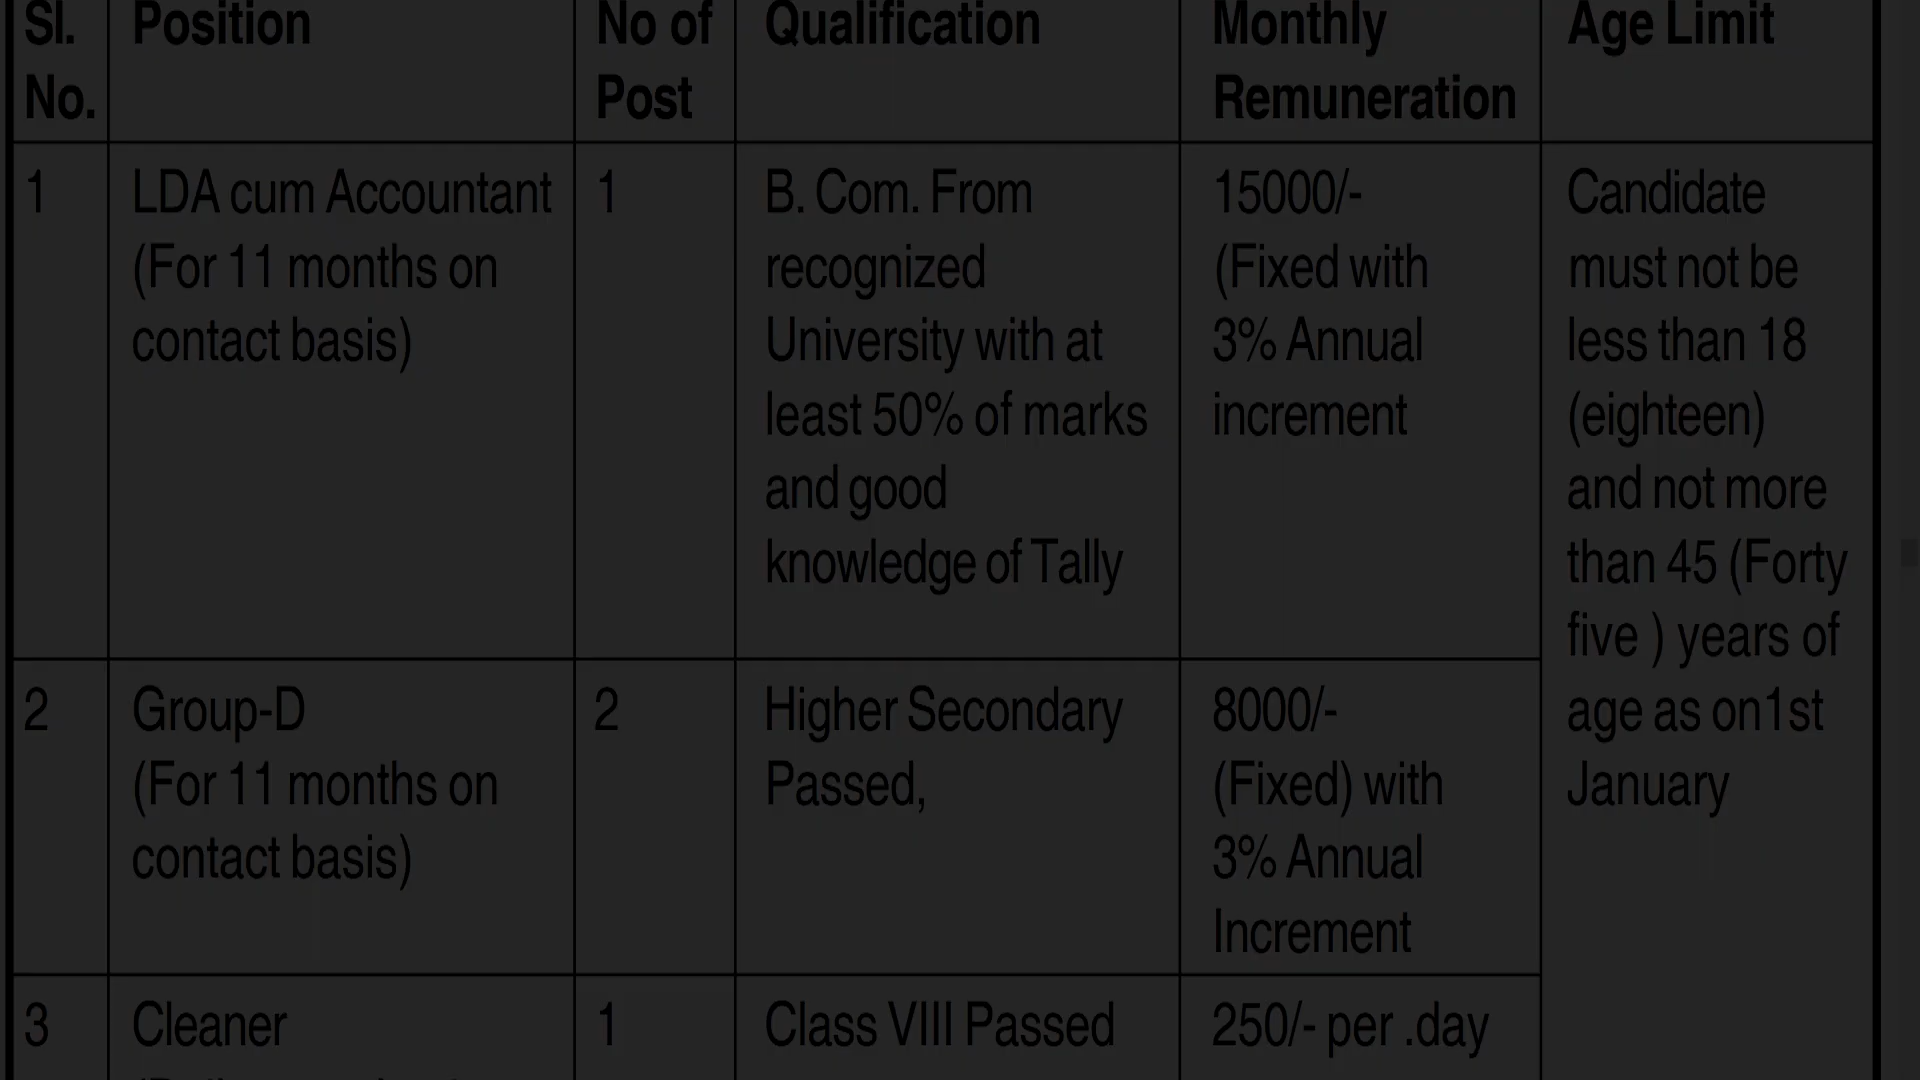 Sl. No.
Position
No of Post
Qualification
Monthly Remuneration
Age Limit
1
LDA cum Accountant
(For 11 months on
contact basis)
1
B. Com. From
recognized
University with at
least 50% of marks
and good
knowledge of Tally
15000/-
(Fixed with
3% Annual
increment
Candidate
must not be
less than 18
(eighteen)
and not more
than 45 (Forty
five ) years of
age as on1st
January
2
Group-D
(For 11 months on
contact basis)
2
Higher Secondary
Passed,
8000/-
(Fixed) with
3% Annual
Increment
3
Cleaner
1
Class VIII Passed
250/- per .day